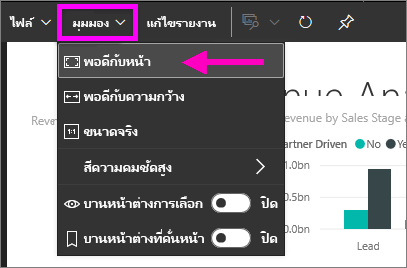 ไฟล์ มุมมอง แก้ไขรายงาน
พอดีกับหน้า
พอดีกับความกว้าง
1:1 ขนาดจริง
สีความคมชัดสูง
บานหน้าต่างการเลือก ปิด
บานหน้าต่างที่คั่นหน้า ปิด
Reve
nue An
Revenue by Sales Stage a
artner Driven No Ye
1.0bn
0.5bn
0.0bn
Lead